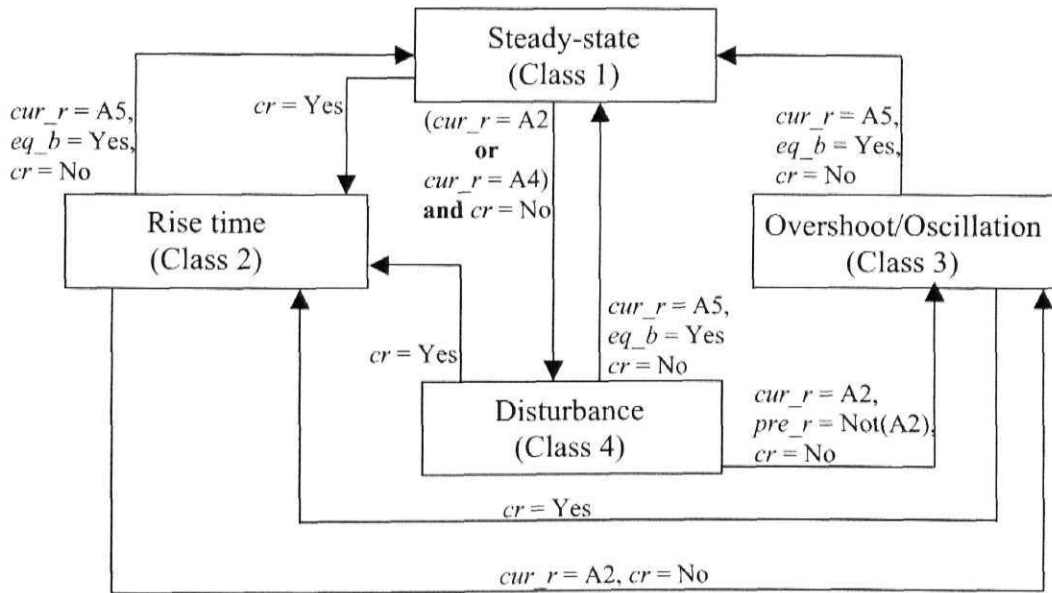 Steady-state
(Class 1)
cur_r = A5,
eq_b = Yes,
cr = No
cr = Yes
(cur_r = A2
or
cur_r = A4)
and cr = No
cur_r = A5,
eq_b = Yes,
cr = No
Rise time
(Class 2)
Overshoot/Oscillation
(Class 3)
cr = Yes
cur_r = A5,
eq_b = Yes
cr = No
Disturbance
(Class 4)
cur_r = A2,
pre_r = Not(A2),
cr = No
cr = Yes
cur_r = A2, cr = No